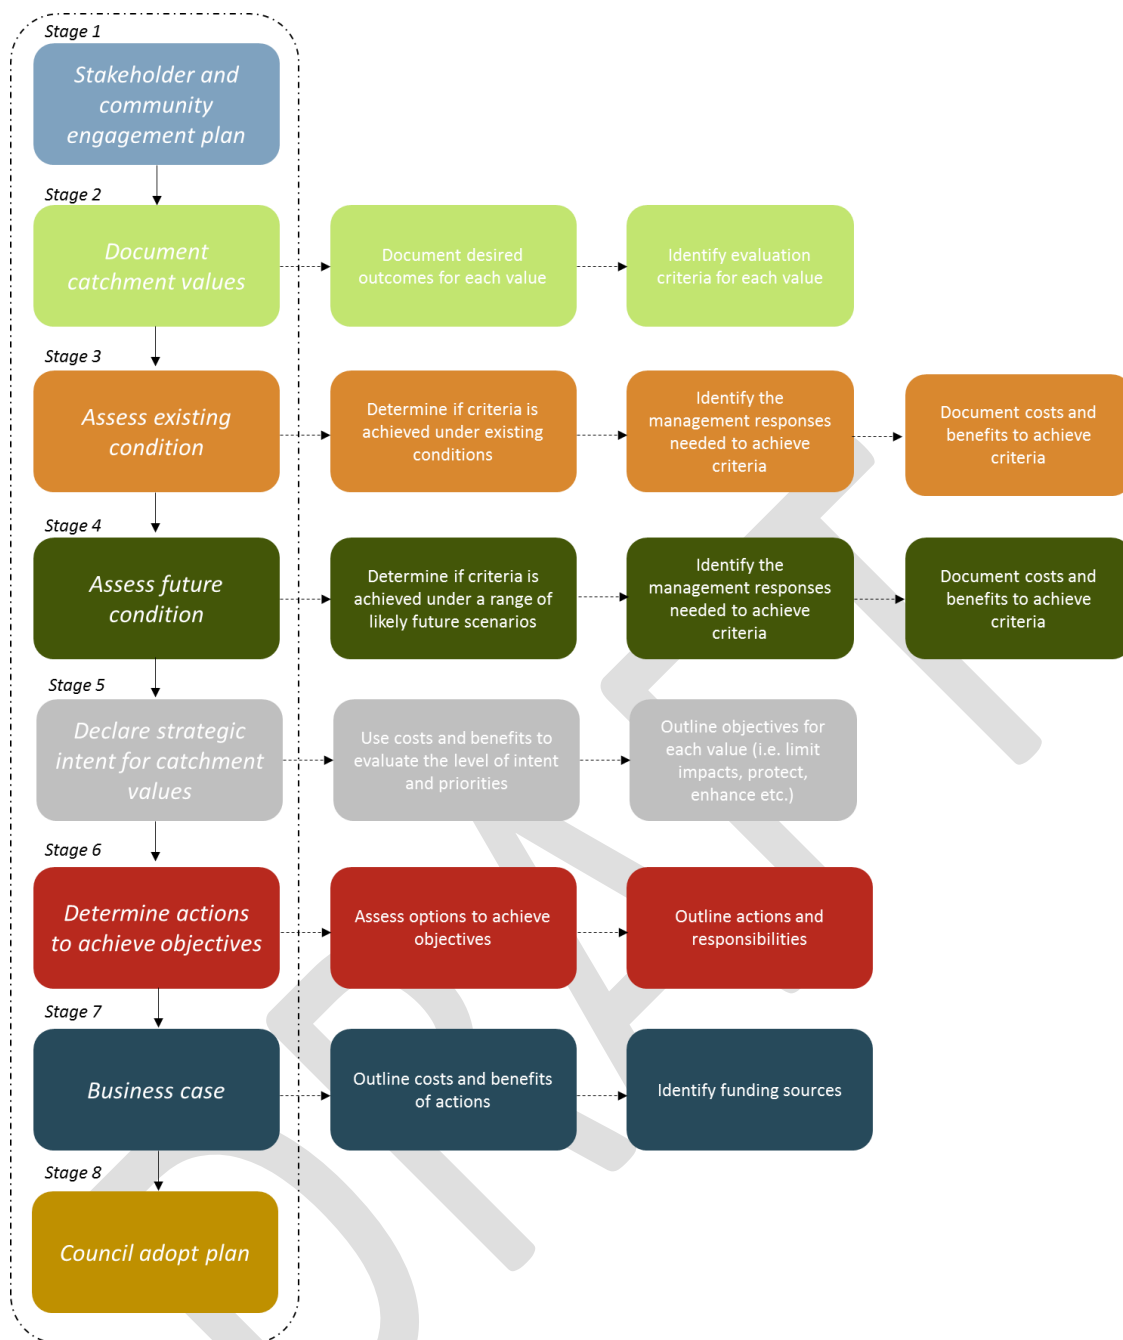 Stage 1
Stakeholder and
community
engagement plan
Stage 2
Document
catchment values
Document desired
outcomes for each value
Identify evaluation
criteria for each value
Stage 3
Assess existing
condition
Determine if criteria is
achieved under existing
conditions
Identify the
management responses
needed to achieve
criteria
Document costs and
benefits to achieve
criteria
Stage 4
Assess future
condition
Determine if criteria is
achieved under a range of
likely future scenarios
Identify the
management responses
needed to achieve
criteria
Document costs and
benefits to achieve
criteria
Stage 5
Declare strategic
intent for catchment
values
Use costs and benefits to
evaluate the level of intent
and priorities
Outline objectives for
each value (i.e. limit
impacts, protect,
enhance etc.)
Stage 6
Determine actions
to achieve objectives
Assess options to achieve
objectives
Outline actions and
responsibilities
Stage 7
Business case
Outline costs and benefits
of actions
Identify funding sources
Stage 8
Council adopt plan
DRAFT